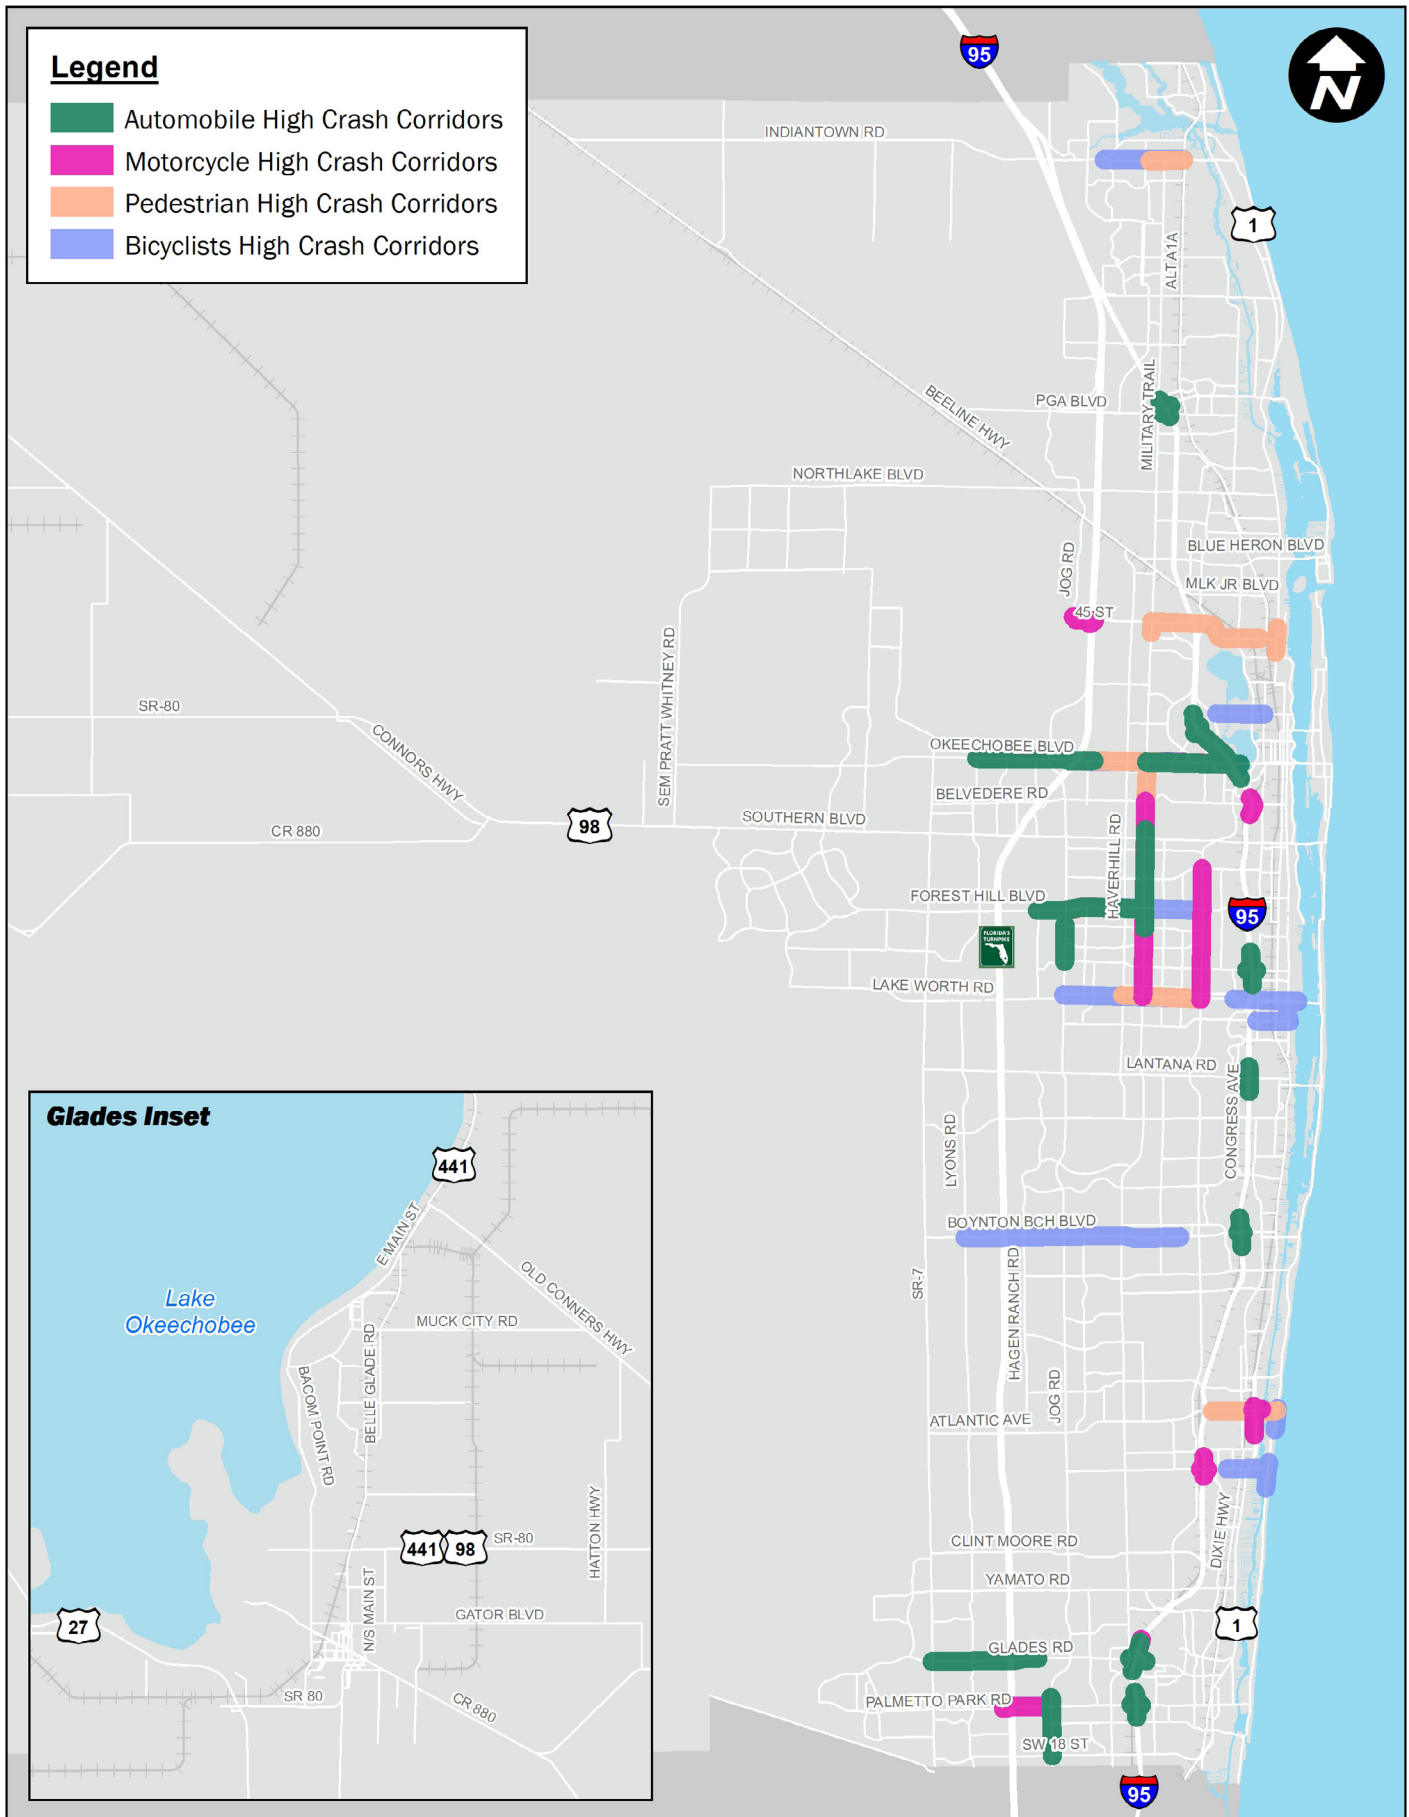 Legend
Automobile High Crash Corridors
Motorcycle High Crash Corridors
Pedestrian High Crash Corridors
Bicyclists High Crash Corridors
95
N
INDIANTOWN RD
1
ALT A1A
MILITARY TRAIL
PGA BLVD
BEELINE HWY
NORTHLAKE BLVD
BLUE HERON BLVD
JOG RD
MLK JR BLVD
45 ST
SEM PRATT WHITNEY RD
SR-80
CONNORS HWY
OKEECHOBEE BLVD
BELVEDERE RD
SOUTHERN BLVD
98
CR 880
HAVERHILL RD
FOREST HILL BLVD
95
FLORIDA'S
TURNPIKE
LAKE WORTH RD
LANTANA RD
CONGRESS AVE
LYONS RD
BOYNTON BCH BLVD
SR-7
HAGEN RANCH RD
JOG RD
ATLANTIC AVE
DIXIE HWY
CLINT MOORE RD
YAMATO RD
1
GLADES RD
PALMETTO PARK RD
SW 18 ST
95
Glades Inset
441
E MAIN ST
OLD CONNERS HWY
Lake
Okeechobee
MUCK CITY RD
BELLE GLADE RD
BACOM POINT RD
HATTON HWY
441
98
SR-80
N/S MAIN ST
GATOR BLVD
27
SR 80
CR 880